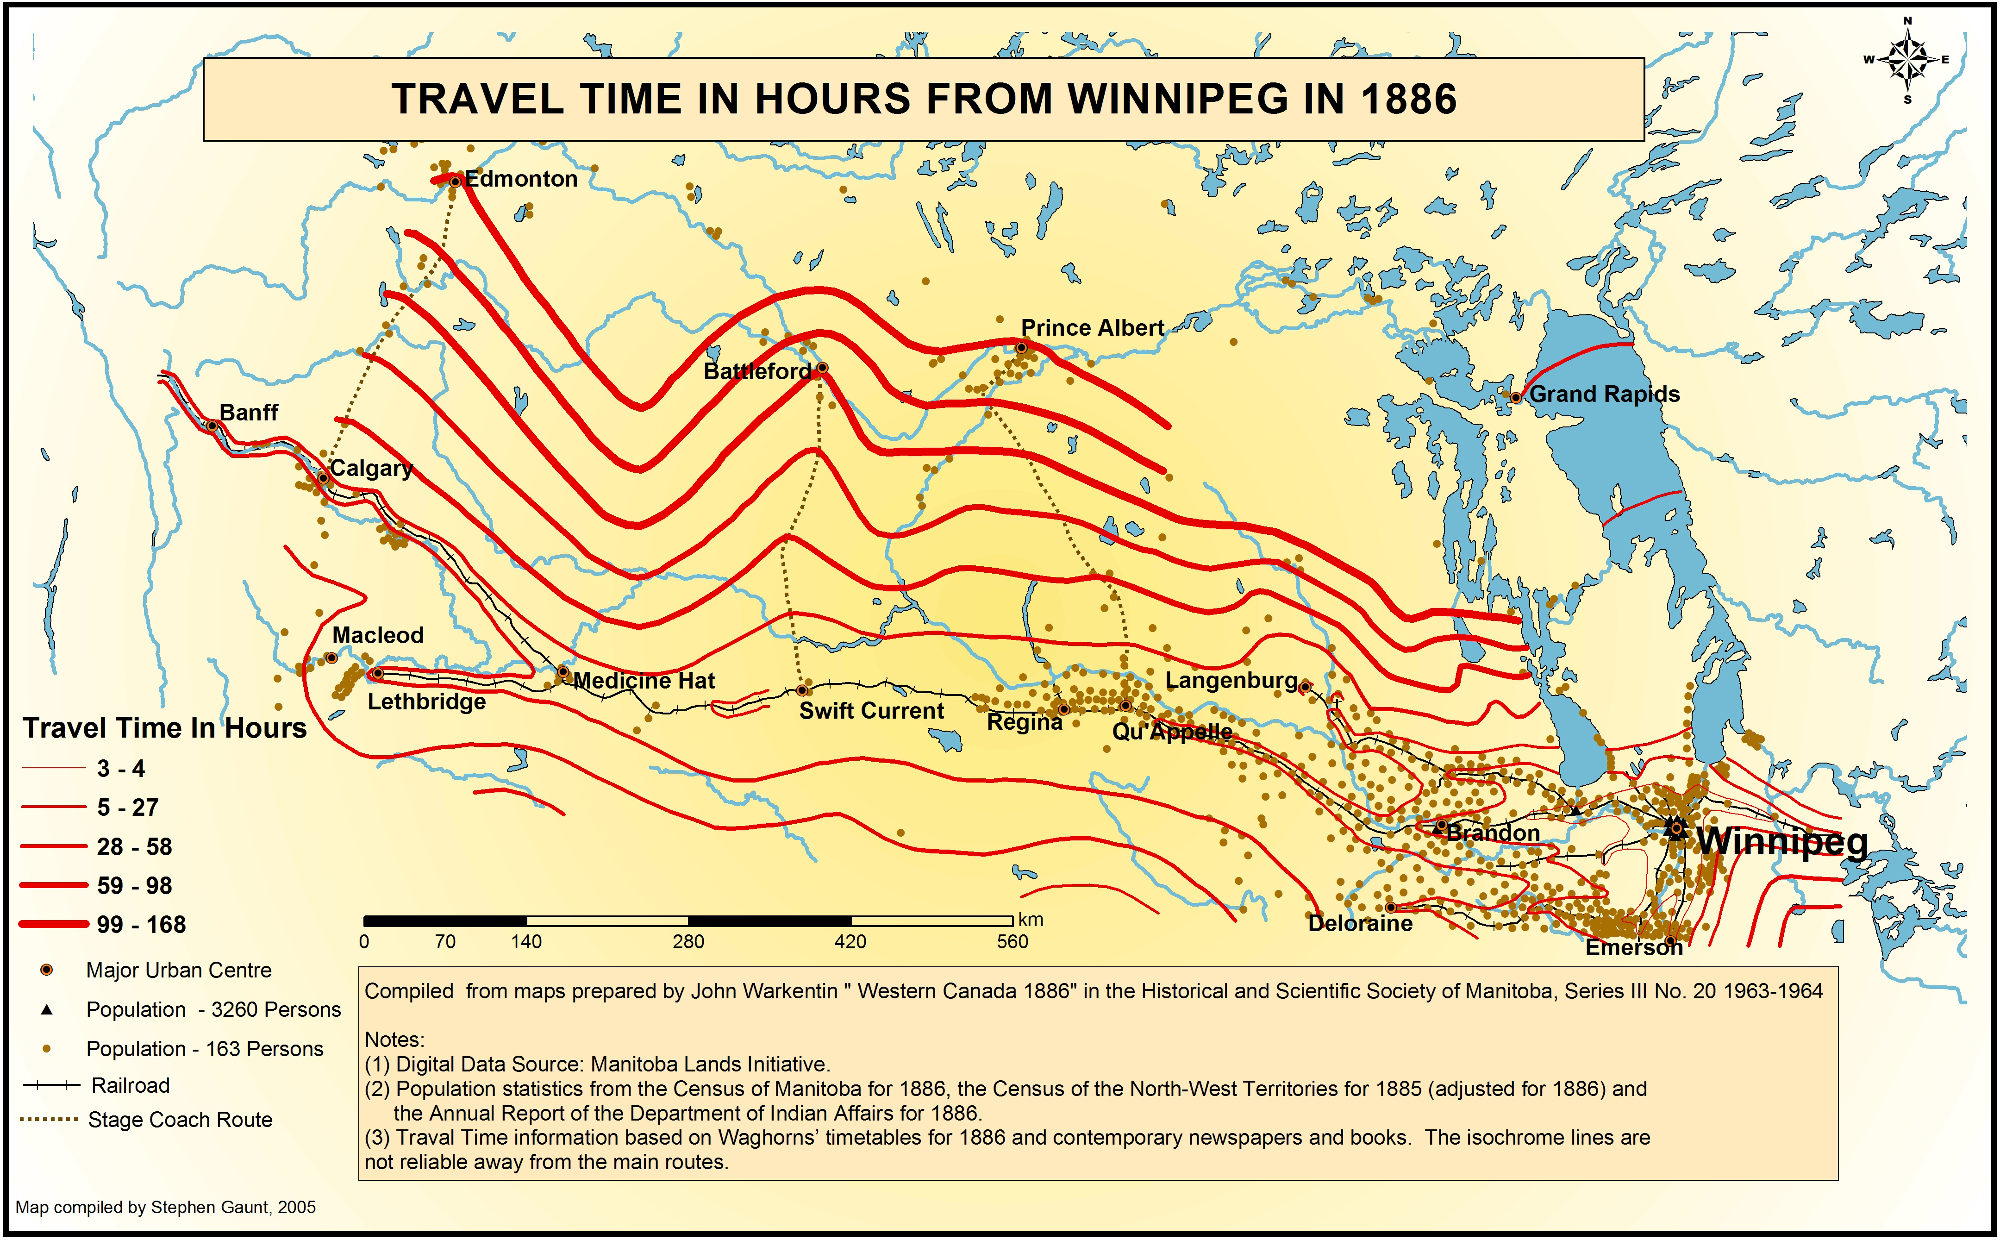 TRAVEL TIME IN HOURS FROM WINNIPEG IN 1886
N
W E
S
Edmonton
Prince Albert
Battleford
Grand Rapids
Banff
Calgary
Macleod
Lethbridge
Medicine Hat
Swift Current
Regina
Qu'Appelle
Langenburg
Brandon
Winnipeg
Deloraine
Emerson
Travel Time In Hours
3 - 4
5 - 27
28 - 58
59 - 98
99 - 168
Major Urban Centre
Population - 3260 Persons
Population - 163 Persons
Railroad
Stage Coach Route
km
0 70 140 280 420 560
Compiled from maps prepared by John Warkentin " Western Canada 1886" in the Historical and Scientific Society of Manitoba, Series III No. 20 1963-1964
Notes:
(1) Digital Data Source: Manitoba Lands Initiative.
(2) Population statistics from the Census of Manitoba for 1886, the Census of the North-West Territories for 1885 (adjusted for 1886) and
the Annual Report of the Department of Indian Affairs for 1886.
(3) Traval Time information based on Waghorns' timetables for 1886 and contemporary newspapers and books. The isochrome lines are
not reliable away from the main routes.
Map compiled by Stephen Gaunt, 2005